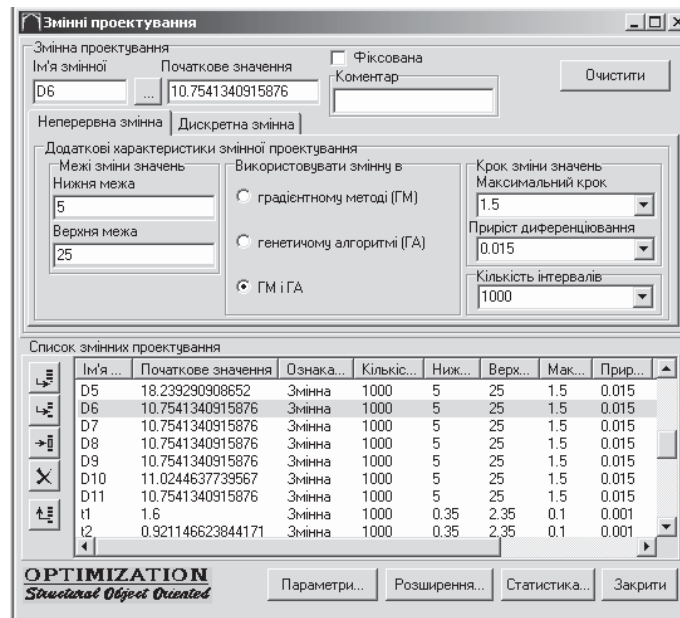 Змінні проектування
Змінна проектування
Ім'я змінної Початкове значення
Фіксована
D6 ... 10.7541340915876
Коментар
Очистити
Неперервна змінна Дискретна змінна
Додаткові характеристики змінної проектування
Межі зміни значень
Нижня межа
5
Верхня межа
25
Використовувати змінну в
градієнтному методі (ГМ)
генетичому алгоритмі (ГА)
ГМ і ГА
Крок зміни значень
Максимальний крок
1.5
Приріст диференціювання
0.015
Кількість інтервалів
1000
Список змінних проектування
Ім'я ... Початкове значення Ознака... Кількіс... Ниж... Верх... Мак... Прир...
D5 18.239290908652 Змінна 1000 5 25 1.5 0.015
D6 10.7541340915876 Змінна 1000 5 25 1.5 0.015
D7 10.7541340915876 Змінна 1000 5 25 1.5 0.015
D8 10.7541340915876 Змінна 1000 5 25 1.5 0.015
D9 10.7541340915876 Змінна 1000 5 25 1.5 0.015
D10 11.0244637739567 Змінна 1000 5 25 1.5 0.015
D11 10.7541340915876 Змінна 1000 5 25 1.5 0.015
t1 1.6 Змінна 1000 0.35 2.35 0.1 0.001
t2 0.921146623844171 Змінна 1000 0.35 2.35 0.1 0.001
OPTIMIZATION
Structural Object Oriented
Параметри... Розширення... Статистика... Закрити